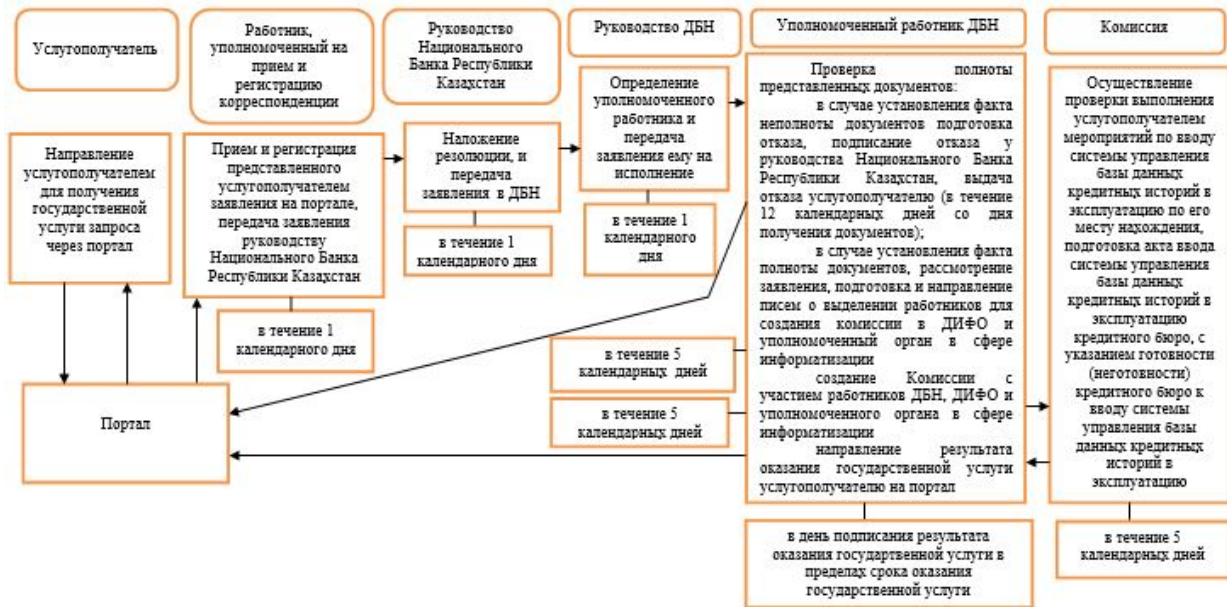 Услугополучатель
Работник,
уполномоченный на
прием и
регистрацию
корреспонденции
Руководство
Национального
Банка Республики
Казахстан
Руководство ДБН
Уполномоченный работник ДБН
Комиссия
Направление
услугополучателем
для получения
государственной
услуги запроса
через портал
Прием и регистрация
представленного
услугополучателем
заявления на портале,
передача заявления
руководству
Национального Банка
Республики Казахстан
в течение 1
календарного дня
Наложение
резолюции, и
передача
заявления в ДБН
в течение 1
календарного дня
Определение
уполномоченного
работника и
передача
заявления ему на
исполнение
в течение 1
календарного
дня
Проверка полноты
представленных документов:
в случае установления факта
неполноты документов подготовка
отказа, подписание отказа у
руководства Национального Банка
Республики Казахстан, выдача
отказа услугополучателю (в течение
12 календарных дней со дня
получения документов);
в случае установления факта
полноты документов, рассмотрение
заявления, подготовка и направление
писем о выделении работников для
создания комиссии в ДИФО и
уполномоченный орган в сфере
информатизации
создание Комиссии с
участием работников ДБН, ДИФО и
уполномоченного органа в сфере
информатизации
направление результата
оказания государственной услуги
услугополучателю на портал
в течение 5
календарных дней
в течение 5
календарных дней
в день подписания результата
оказания государтвенной услуги в
пределах срока оказания
государственной услуги
Осуществление
проверки выполнения
услугополучателем
мероприятий по вводу
системы управления
базы данных
кредитных историй в
эксплуатацию по его
месту нахождения,
подготовка акта ввода
системы управления
базы данных
кредитных историй в
эксплуатацию
кредитного бюро, с
указанием готовности
(неготовности)
кредитного бюро к
вводу системы
управления базы
данных кредитных
историй в
эксплуатацию
в течение 5
календарных дней
Портал